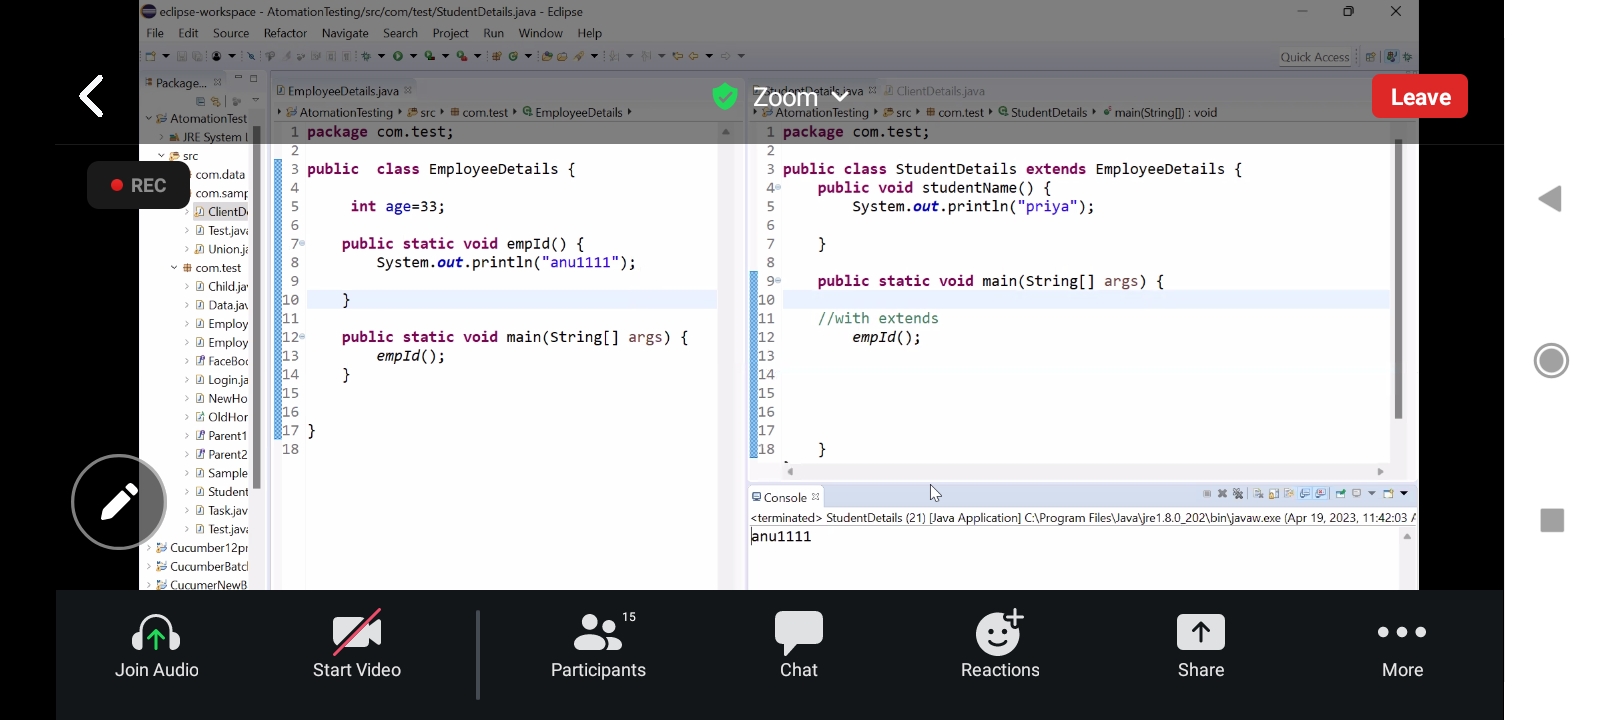 eclipse-workspace - AtomationTesting/src/com/test/StudentDetails.java - Eclipse
File Edit Source Refactor Navigate Search Project Run Window Help
Quick Access
Package...
AtomationTest
JRE System
src
com.data
com.samp
ClientD
Test.java
Union.ja
com.test
Child.ja
Data.jav
Employ
Employ
FaceBoo
Login.ja
NewHo
OldHor
Parent1
Parent2
Sample
Student
Task.jav
Test.java
Cucumber12pr
CucumberBatc
CucumerNewB
REC
Zoom
Leave
EmployeeDetails.java
AtomationTesting src com.test EmployeeDetails
1 package com.test;
2
3 public class EmployeeDetails {
4
5 int age=33;
6
7 public static void empId() {
8 System.out.println("anu1111");
9
10 }
11
12 public static void main(String[] args) {
13 empId();
14 }
15
16
17 }
18
StudentDetails.java ClientDetails.java
AtomationTesting src com.test StudentDetails main(String[]) : void
1 package com.test;
2
3 public class StudentDetails extends EmployeeDetails {
4 public void studentName() {
5 System.out.println("priya");
6
7 }
8
9 public static void main(String[] args) {
10
11 //with extends
12 empId();
13
14
15
16
17
18 }
Console
<terminated> StudentDetails (21) [Java Application] C:\Program Files\Java\jre1.8.0_202\bin\javaw.exe (Apr 19, 2023, 11:42:03
anu1111
Join Audio
Start Video
15
Participants
Chat
Reactions
Share
More